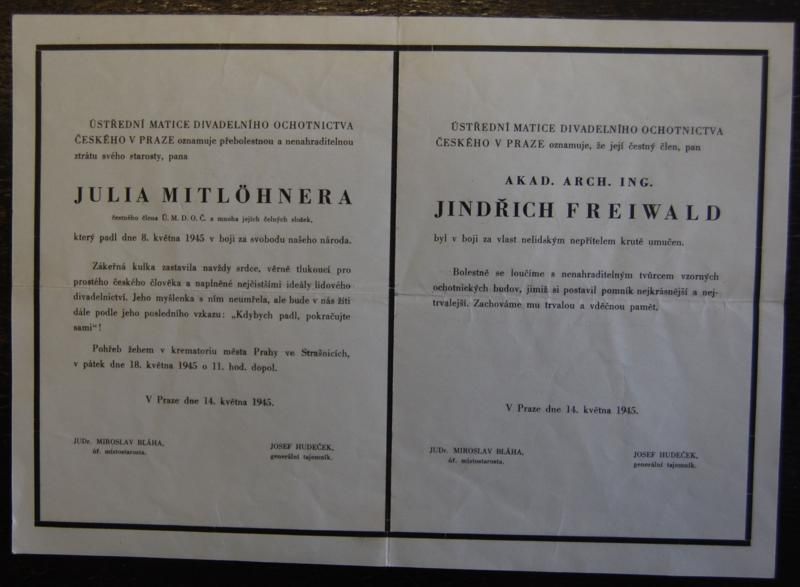 ÚSTŘEDNÍ MATICE DIVADELNÍHO OCHOTNICTVA
ČESKÉHO V PRAZE oznamuje přebolestnou a nenahraditelnou
ztrátu svého starosty, pana
JULIA MITLÖHNERA
čestného člena Ú. M. D. O. Č. a mnoha jejích čelných složek,
který padl dne 8. května 1945 v boji za svobodu našeho národa.
Zákeřná kulka zastavila navždy srdce, věrně tlukoucí pro
prostého českého člověka a naplněné nejčistšími ideály lidového
divadelnictví. Jeho myšlenka s ním neumřela, ale bude v nás žíti
dále podle jeho posledního vzkazu: „Kdybych padl, pokračujte
sami“!
Pohřeb žehem v krematoriu města Prahy ve Strašnicích,
v pátek dne 18. května 1945 o 11. hod. dopol.
V Praze dne 14. května 1945.
JUDr. MIROSLAV BLÁHA,
úř. místostarosta.
JOSEF HUDEČEK,
generální tajemník.
ÚSTŘEDNÍ MATICE DIVADELNÍHO OCHOTNICTVA
ČESKÉHO V PRAZE oznamuje, že její čestný člen, pan
AKAD. ARCH. ING.
JINDŘICH FREIWALD
byl v boji za vlast nelidským nepřítelem krutě umučen.
Bolestně se loučíme s nenahraditelným tvůrcem vzorných
ochotnických budov, jimiž si postavil pomník nejkrásnější a nej-
trvalejší. Zachováme mu trvalou a vděčnou paměť.
V Praze dne 14. května 1945.
JUDr. MIROSLAV BLÁHA,
úř. místostarosta.
JOSEF HUDEČEK,
generální tajemník.